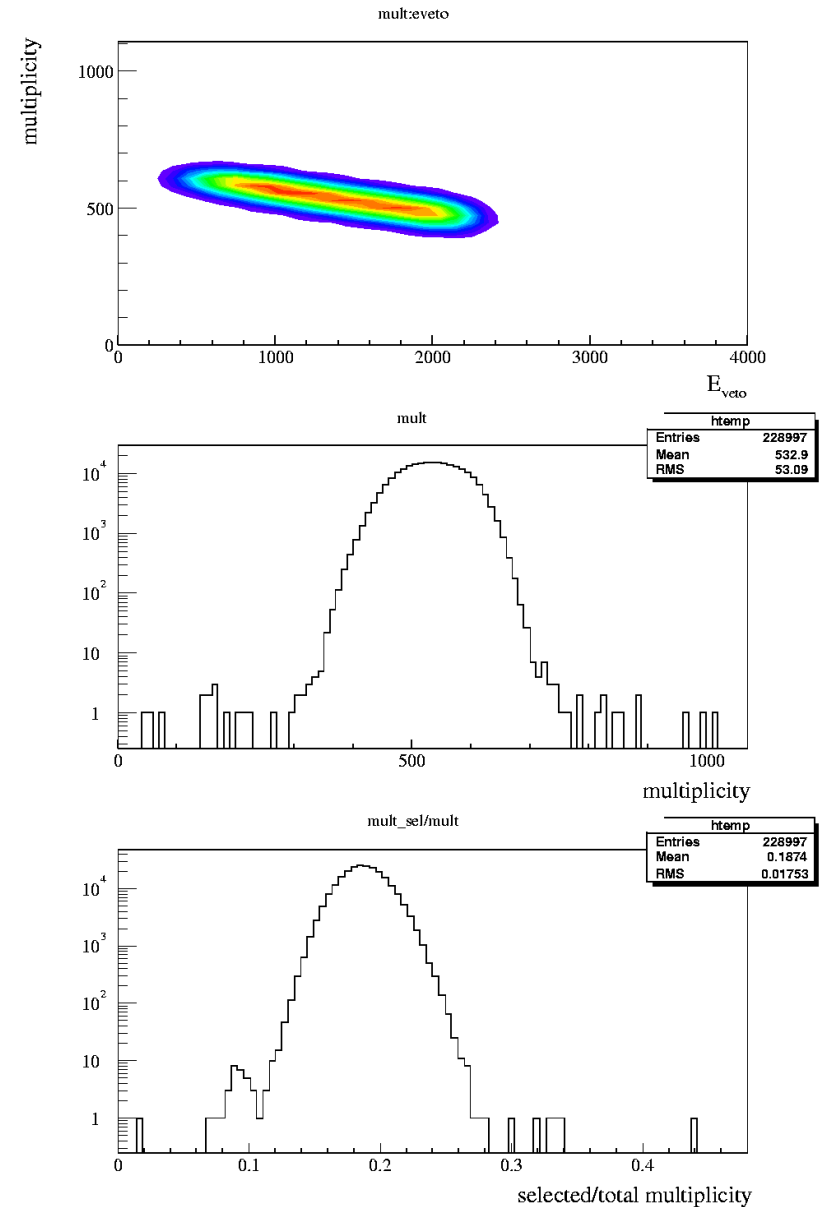 mult:eveto
multiplicity
1000
500
0
0 1000 2000 3000 4000
E_veto
mult
htemp
Entries 228997
Mean 532.9
RMS 53.09
10^4
10^3
10^2
10
1
0 500 1000
multiplicity
mult_sel/mult
htemp
Entries 228997
Mean 0.1874
RMS 0.01753
10^4
10^3
10^2
10
1
0 0.1 0.2 0.3 0.4
selected/total multiplicity